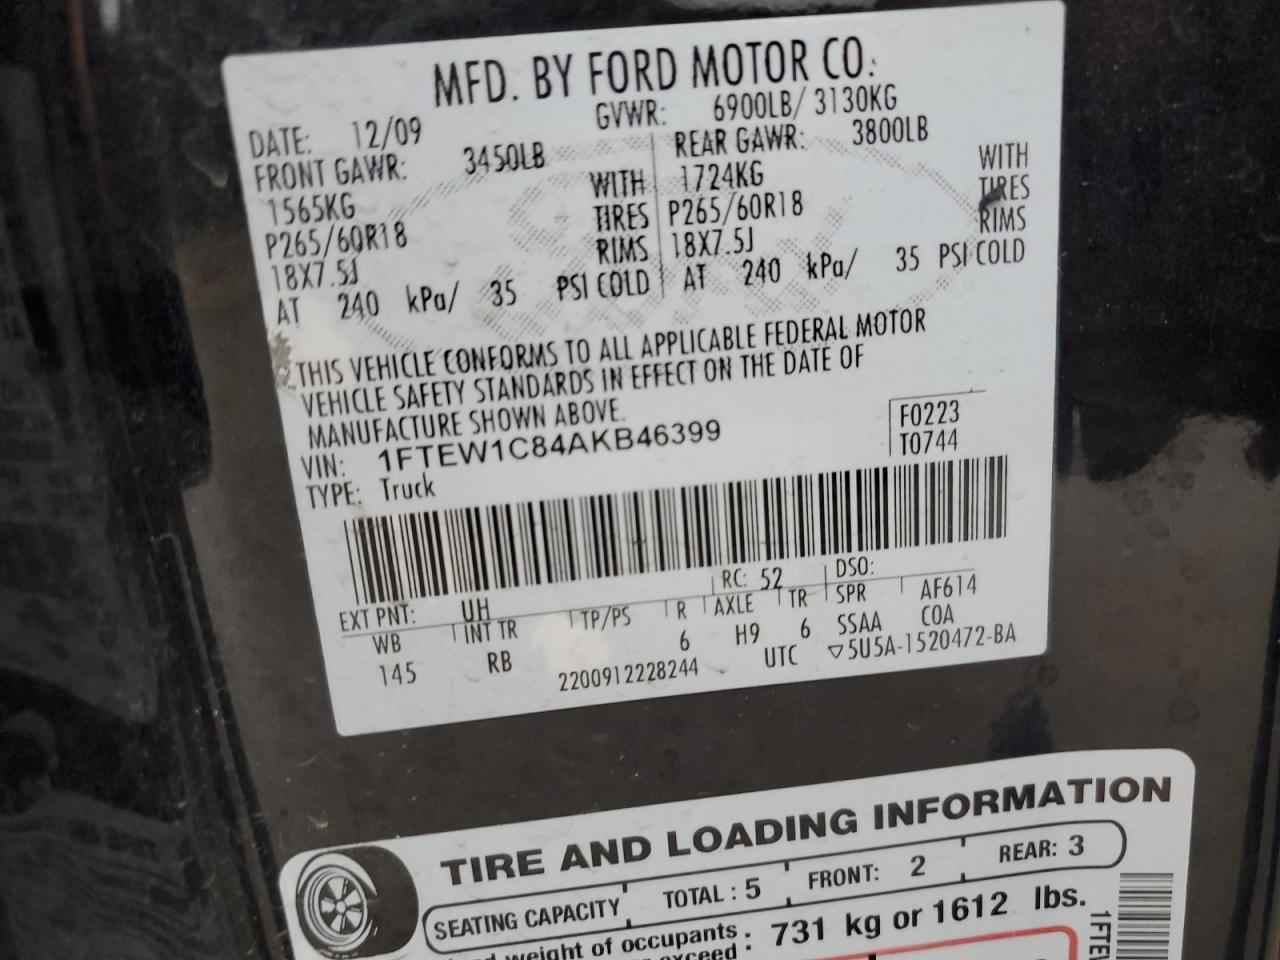 MFD. BY FORD MOTOR CO.
DATE: 12/09 GVWR: 6900LB/ 3130KG
FRONT GAWR: 3450LB REAR GAWR: 3800LB
1565KG WITH 1724KG WITH
P265/60R18 TIRES P265/60R18 TIRES
18X7.5J RIMS 18X7.5J RIMS
AT 240 kPa/ 35 PSI COLD AT 240 kPa/ 35 PSI COLD
THIS VEHICLE CONFORMS TO ALL APPLICABLE FEDERAL MOTOR
VEHICLE SAFETY STANDARDS IN EFFECT ON THE DATE OF
MANUFACTURE SHOWN ABOVE.
VIN: 1FTEW1C84AKB46399 F0223
TYPE: Truck T0744
EXT PNT: UH RC: 52 DSO:
WB INT TR TP/PS R AXLE TR SPR AF614
145 RB 6 H9 6 SSAA COA
2200912228244 UTC ▽5U5A-1520472-BA
TIRE AND LOADING INFORMATION
SEATING CAPACITY TOTAL : 5 FRONT: 2 REAR: 3
weight of occupants : 731 kg or 1612 lbs.
exceed :
1FTE